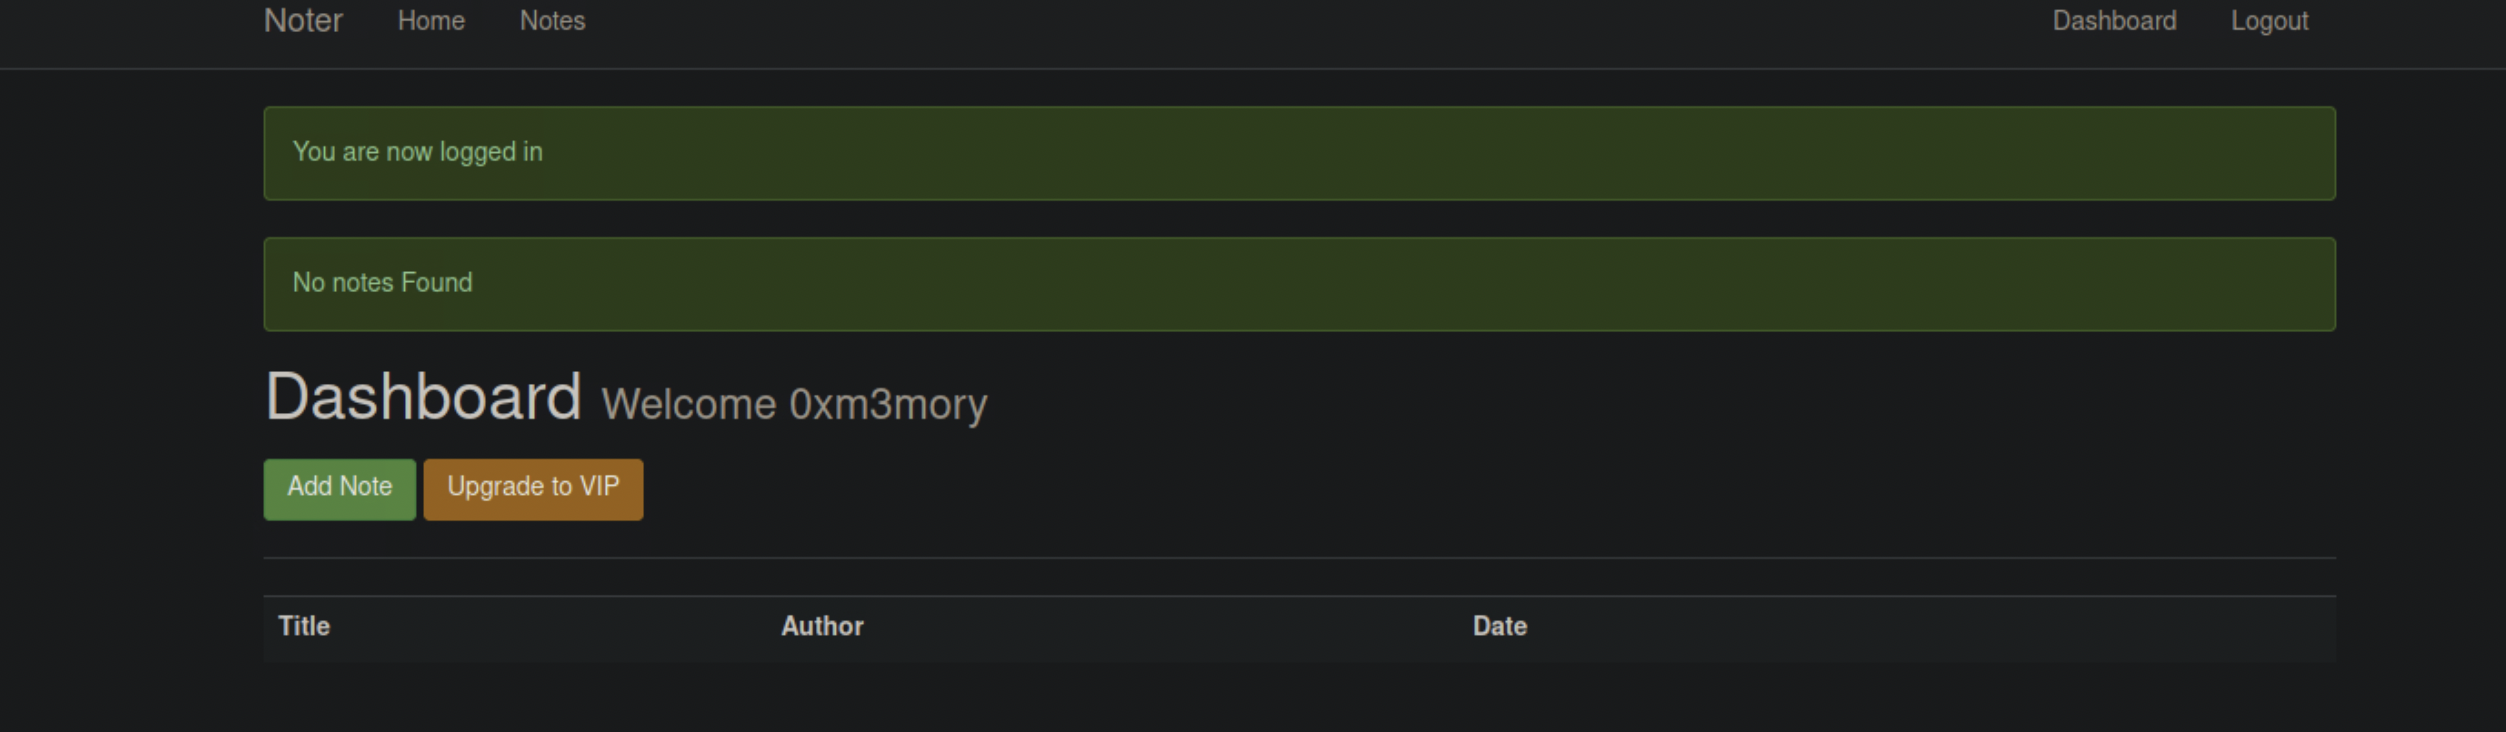 Noter Home Notes Dashboard Logout
You are now logged in
No notes Found
Dashboard Welcome 0xm3mory
Add Note Upgrade to VIP
Title Author Date